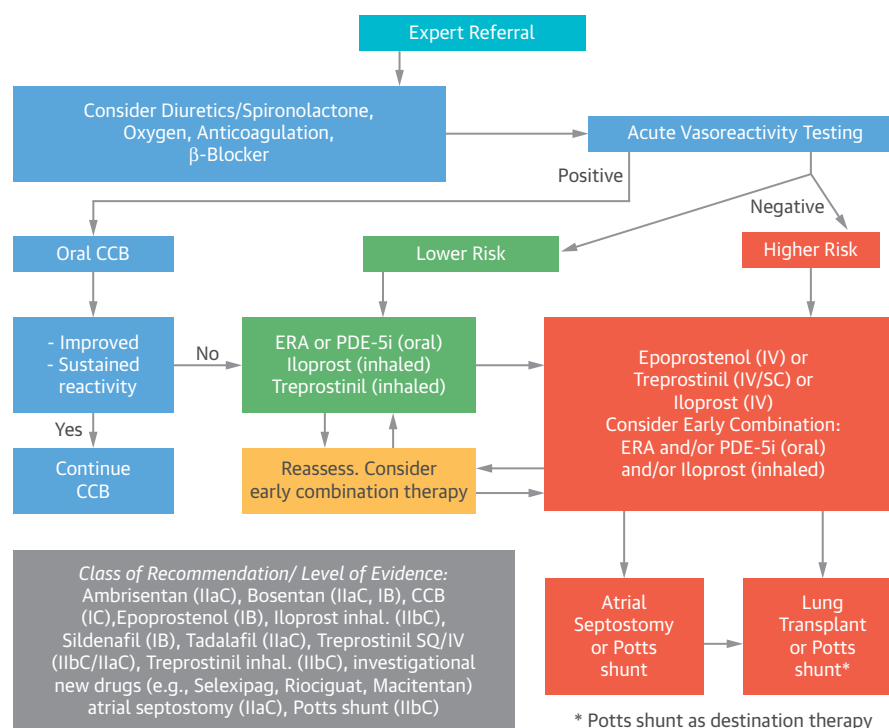 Expert Referral
Consider Diuretics/Spironolactone,
Oxygen, Anticoagulation,
β-Blocker
Acute Vasoreactivity Testing
Positive
Negative
Oral CCB
Lower Risk
Higher Risk
- Improved
- Sustained
reactivity
No
ERA or PDE-5i (oral)
Iloprost (inhaled)
Treprostinil (inhaled)
Epoprostenol (IV) or
Treprostinil (IV/SC) or
Iloprost (IV)
Consider Early Combination:
ERA and/or PDE-5i (oral)
and/or Iloprost (inhaled)
Yes
Continue
CCB
Reassess. Consider
early combination therapy
Class of Recommendation/ Level of Evidence:
Ambrisentan (IIaC), Bosentan (IIaC, IB), CCB
(IC),Epoprostenol (IB), Iloprost inhal. (IIbC),
Sildenafil (IB), Tadalafil (IIaC), Treprostinil SQ/IV
(IIbC/IIaC), Treprostinil inhal. (IIbC), investigational
new drugs (e.g., Selexipag, Riociguat, Macitentan)
atrial septostomy (IIaC), Potts shunt (IIbC)
Atrial
Septostomy
or Potts
shunt
Lung
Transplant
or Potts
shunt*
* Potts shunt as destination therapy